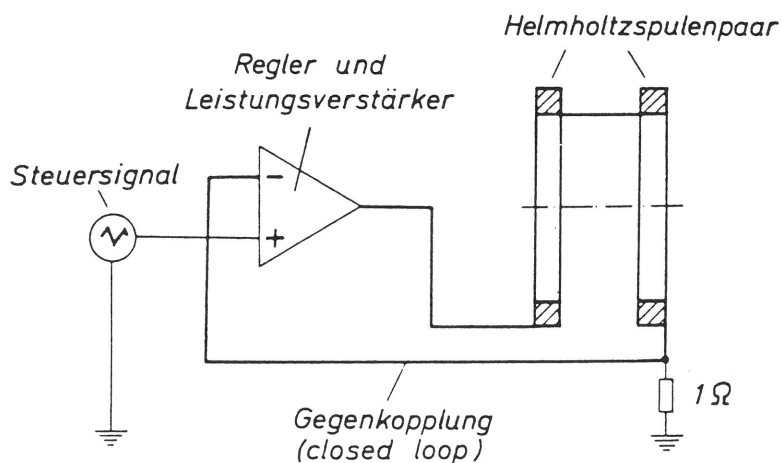 Helmholtzspulenpaar
Regler und
Leistungsverstärker
Steuersignal
−
+
1Ω
Gegenkopplung
(closed loop)